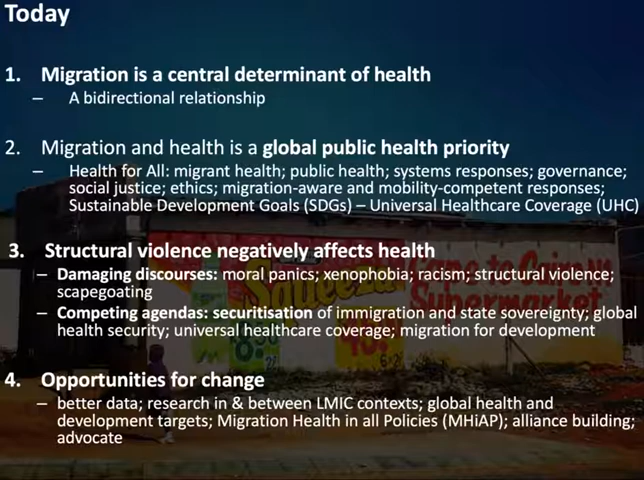 Today
1. Migration is a central determinant of health
– A bidirectional relationship
2. Migration and health is a global public health priority
– Health for All: migrant health; public health; systems responses; governance;
social justice; ethics; migration-aware and mobility-competent responses;
Sustainable Development Goals (SDGs) – Universal Healthcare Coverage (UHC)
3. Structural violence negatively affects health
– Damaging discourses: moral panics; xenophobia; racism; structural violence;
scapegoating
– Competing agendas: securitisation of immigration and state sovereignty; global
health security; universal healthcare coverage; migration for development
4. Opportunities for change
– better data; research in & between LMIC contexts; global health and
development targets; Migration Health in all Policies (MHiAP); alliance building;
advocate
Cape to Cairo
Supermarket